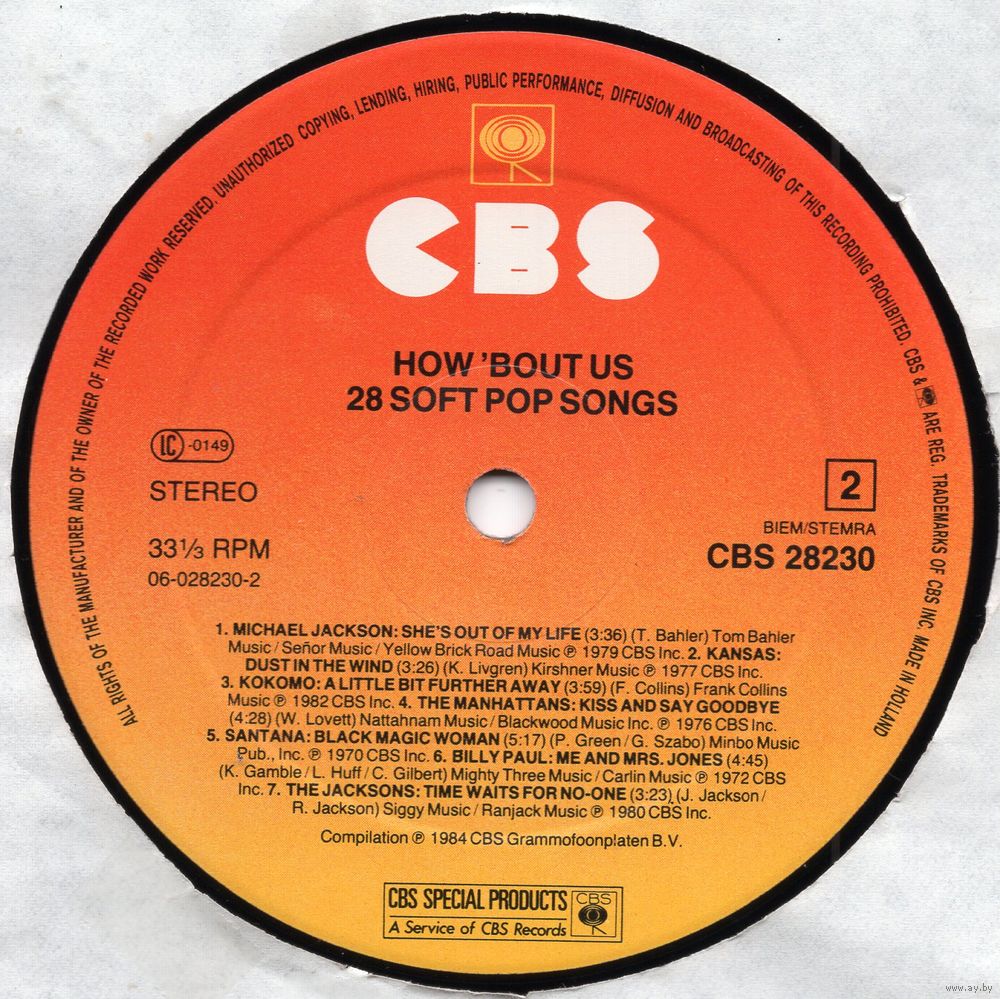 ALL RIGHTS OF THE MANUFACTURER AND OF THE OWNER OF THE RECORDED WORK RESERVED. UNAUTHORIZED COPYING, LENDING, HIRING, PUBLIC PERFORMANCE, DIFFUSION AND BROADCASTING OF THIS RECORDING PROHIBITED. CBS & ARE REG. TRADEMARKS OF CBS INC. MADE IN HOLLAND
CBS
HOW 'BOUT US
28 SOFT POP SONGS
LC -0149
STEREO
33 1/3 RPM
06-028230-2
2
BIEM/STEMRA
CBS 28230
1. MICHAEL JACKSON: SHE'S OUT OF MY LIFE (3:36) (T. Bahler) Tom Bahler
Music / Señor Music / Yellow Brick Road Music ℗ 1979 CBS Inc. 2. KANSAS:
DUST IN THE WIND (3:26) (K. Livgren) Kirshner Music ℗ 1977 CBS Inc.
3. KOKOMO: A LITTLE BIT FURTHER AWAY (3:59) (F. Collins) Frank Collins
Music ℗ 1982 CBS Inc. 4. THE MANHATTANS: KISS AND SAY GOODBYE
(4:28) (W. Lovett) Nattahnam Music / Blackwood Music Inc. ℗ 1976 CBS Inc.
5. SANTANA: BLACK MAGIC WOMAN (5:17) (P. Green / G. Szabo) Minbo Music
Pub., Inc. ℗ 1970 CBS Inc. 6. BILLY PAUL: ME AND MRS. JONES (4:45)
(K. Gamble / L. Huff / C. Gilbert) Mighty Three Music / Carlin Music ℗ 1972 CBS
Inc. 7. THE JACKSONS: TIME WAITS FOR NO-ONE (3:23) (J. Jackson /
R. Jackson) Siggy Music / Ranjack Music ℗ 1980 CBS Inc.
Compilation ℗ 1984 CBS Grammofoonplaten B.V.
CBS SPECIAL PRODUCTS
A Service of CBS Records
CBS
www.ay.by